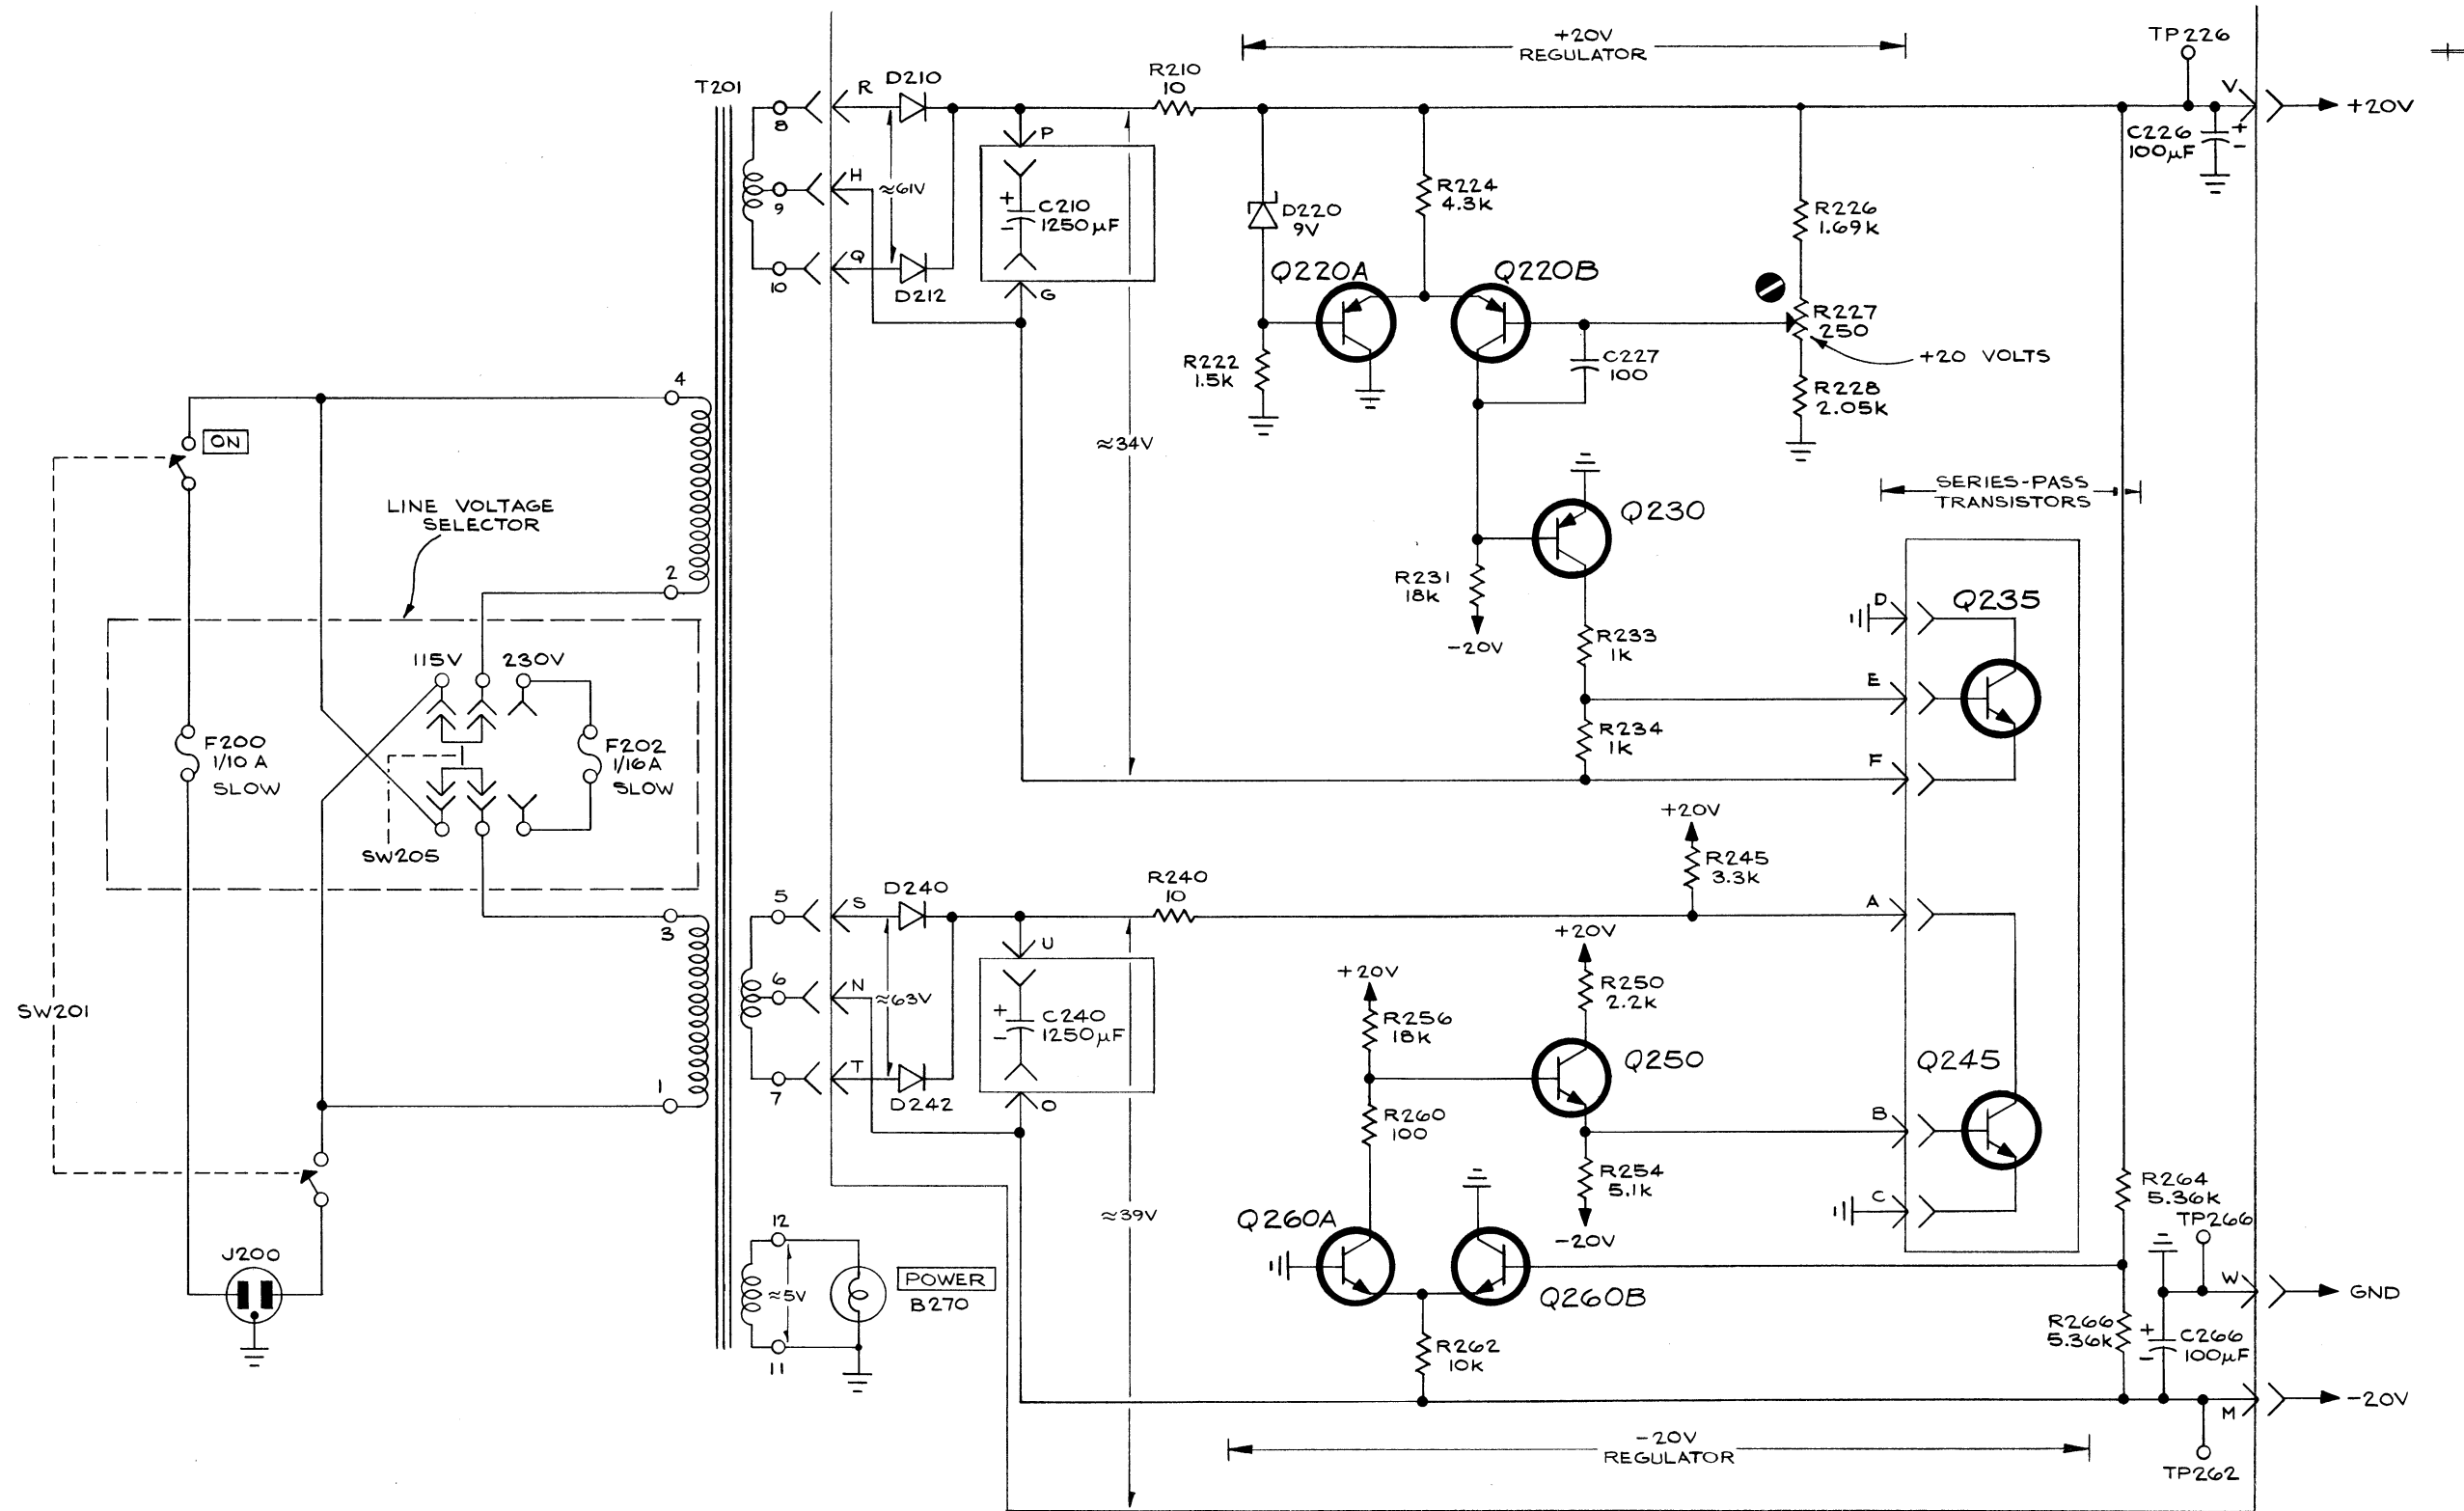 +20V
REGULATOR
TP226
T201
D210
R
R210
10
8
V
+20V
P
C226
100µF
+
-
H
≈61V
9
+
-
C210
1250µF
D220
9V
R224
4.3K
R226
1.69K
Q
10
D212
G
Q220A
Q220B
R227
250
+20 VOLTS
R222
1.5K
C227
100
R228
2.05K
4
ON
≈34V
LINE VOLTAGE
SELECTOR
SERIES-PASS
TRANSISTORS
Q230
2
R231
18K
-20V
D
Q235
R233
1K
115V
230V
E
F200
1/10 A
SLOW
F202
1/16A
SLOW
R234
1K
F
SW205
+20V
R245
3.3K
5
S
D240
R240
10
A
3
U
+20V
6
N
≈63V
+20V
R250
2.2K
SW201
+
-
C240
1250µF
R256
18K
Q250
Q245
1
7
T
D242
O
R260
100
B
R254
5.1K
-20V
R264
5.36K
C
≈39V
Q260A
TP266
12
J200
POWER
B270
≈5V
Q260B
W
GND
11
R262
10K
R266
5.36K
+
-
C266
100µF
M
-20V
-20V
REGULATOR
TP262